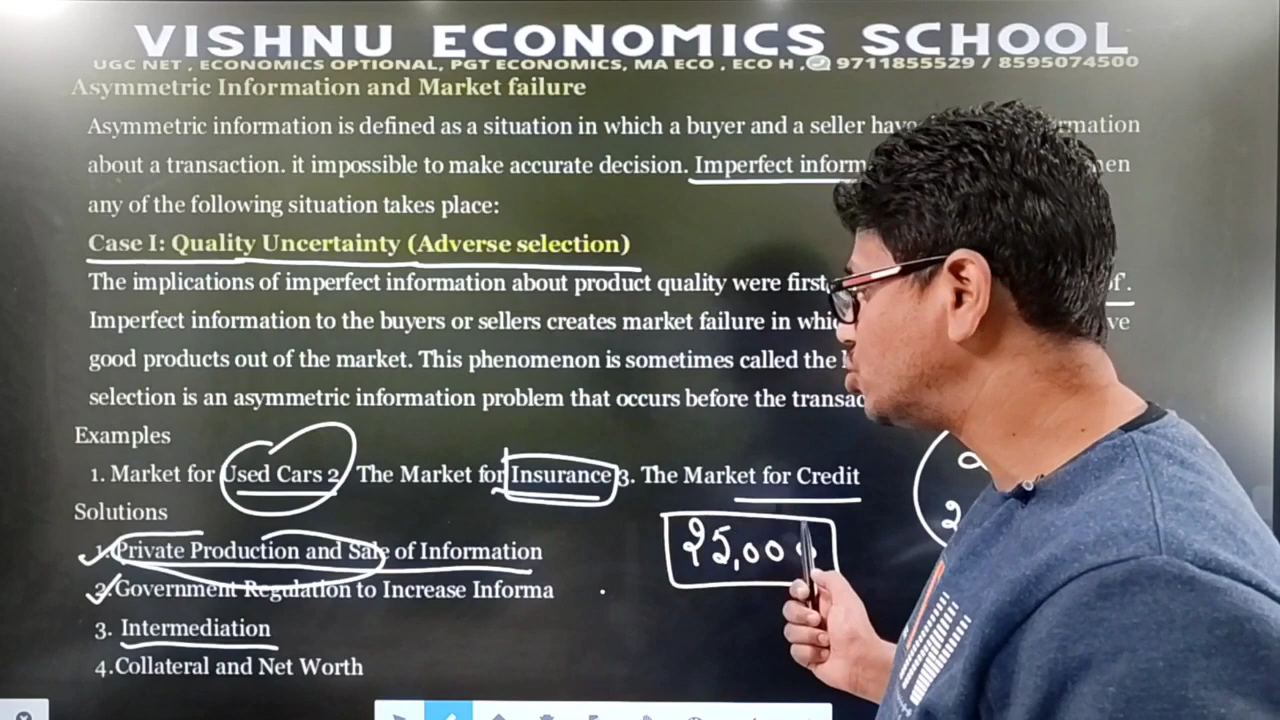 VISHNU ECONOMICS SCHOOL
UGC NET , ECONOMICS OPTIONAL, PGT ECONOMICS, MA ECO , ECO H , 9711855529 / 8595074500
Asymmetric Information and Market failure
Asymmetric information is defined as a situation in which a buyer and a seller have
about a transaction. it impossible to make accurate decision. Imperfect
any of the following situation takes place:
Case I: Quality Uncertainty (Adverse selection)
The implications of imperfect information about product quality were first of .
Imperfect information to the buyers or sellers creates market failure in
good products out of the market. This phenomenon is sometimes called the
selection is an asymmetric information problem that occurs before the
Examples
1. Market for Used Cars 2 The Market for Insurance 3. The Market for Credit
Solutions
1. Private Production and Sale of Information
2. Government Regulation to Increase Informa
25,00
3. Intermediation
4.Collateral and Net Worth